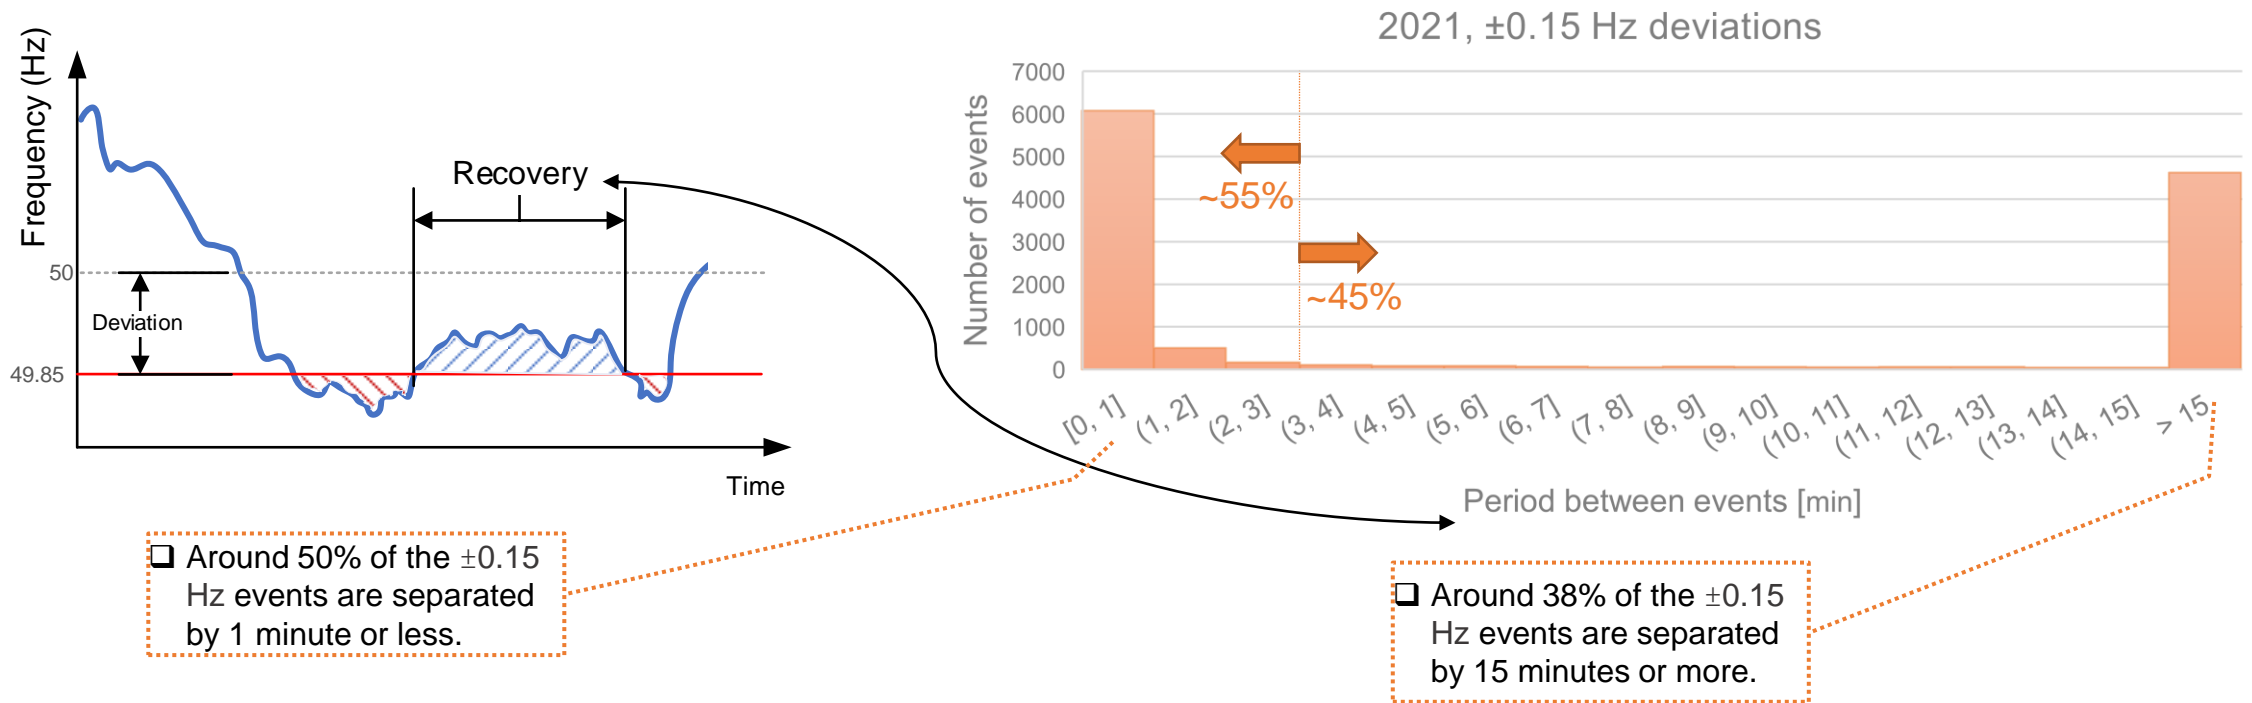 Frequency (Hz)
50
49.85
Deviation
Recovery
Time
2021, ±0.15 Hz deviations
Number of events
7000
6000
5000
4000
3000
2000
1000
0
~55%
~45%
[0, 1]
(1, 2]
(2, 3]
(3, 4]
(4, 5]
(5, 6]
(6, 7]
(7, 8]
(8, 9]
(9, 10]
(10, 11]
(11, 12]
(12, 13]
(13, 14]
(14, 15]
> 15
Period between events [min]
❑ Around 50% of the ±0.15
Hz events are separated
by 1 minute or less.
❑ Around 38% of the ±0.15
Hz events are separated
by 15 minutes or more.